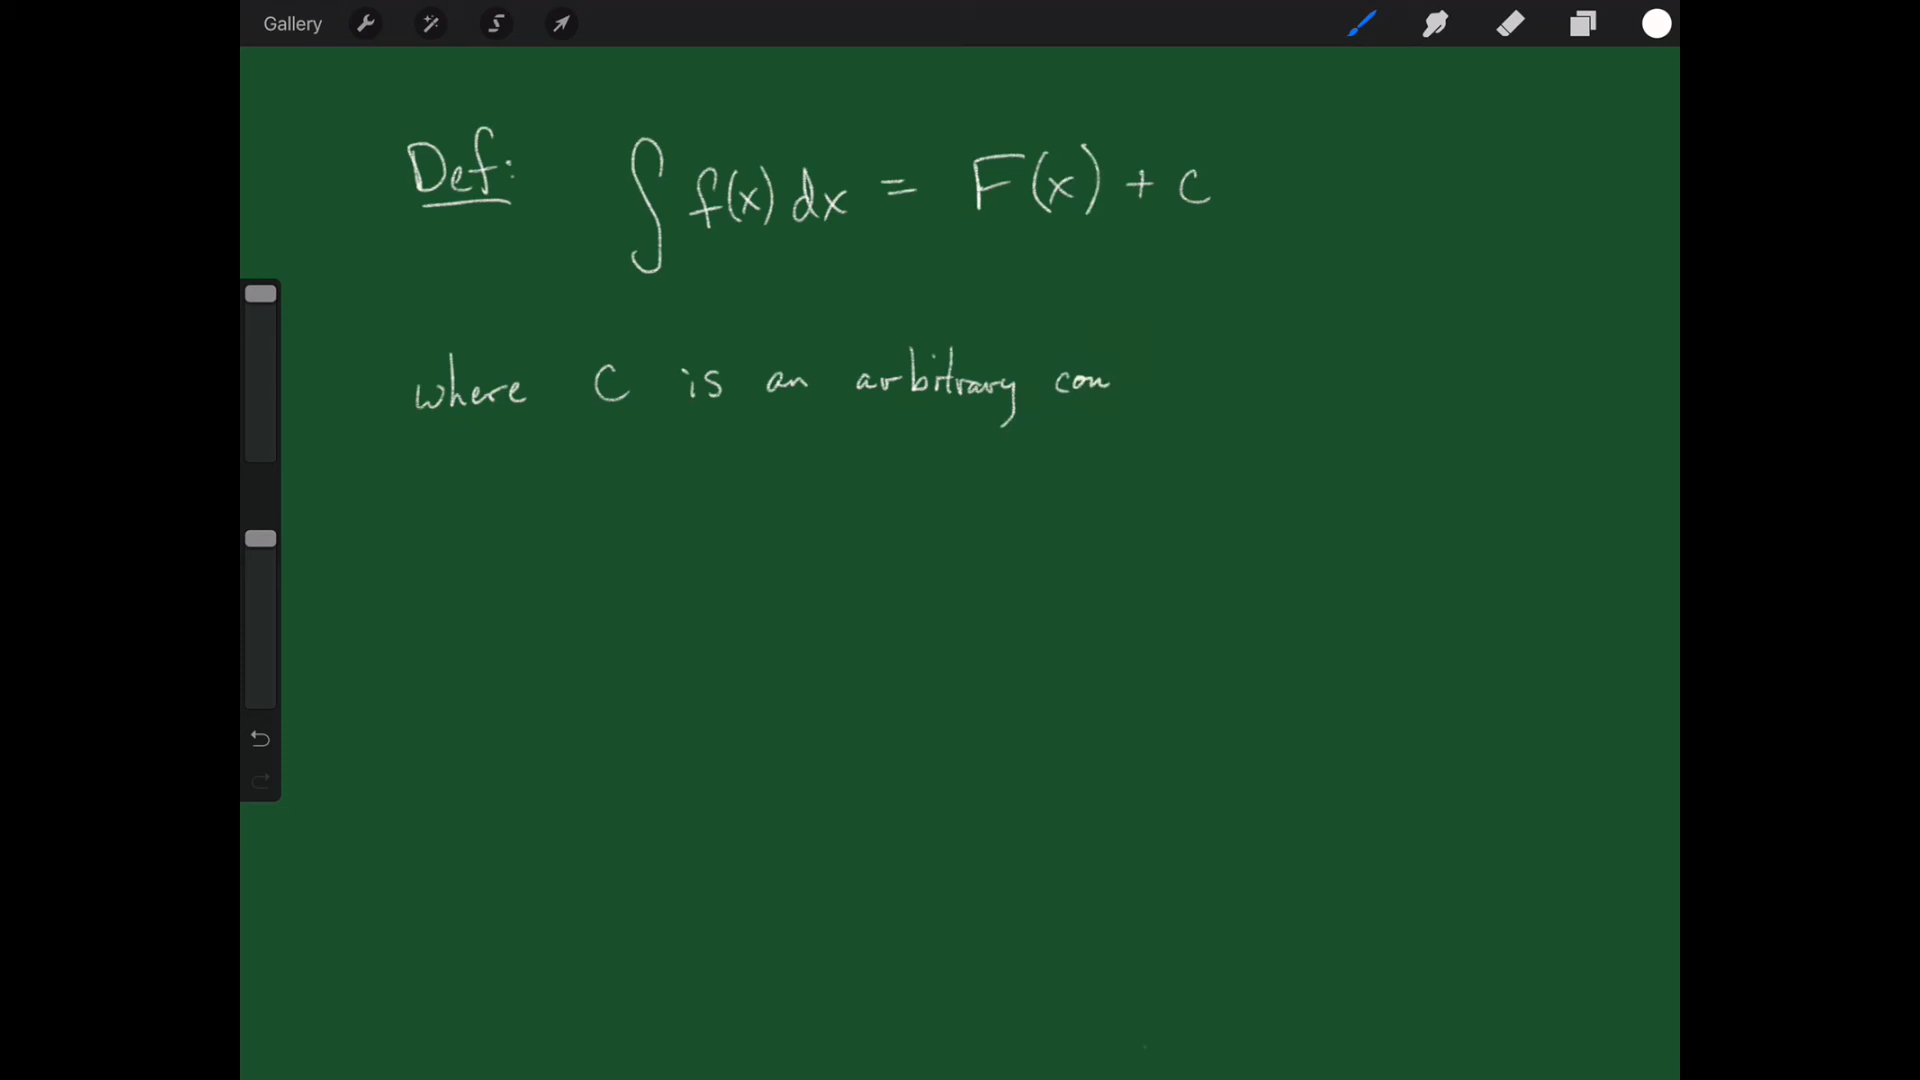 Gallery
Def: ∫ f(x) dx = F(x) + c
where C is an arbitrary con